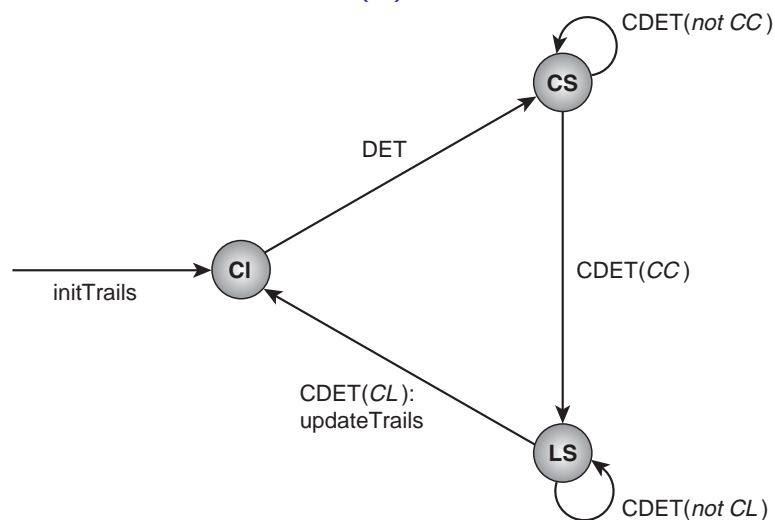 CDET(not CC)
CS
DET
CI
initTrails
CDET(CC)
CDET(CL):
updateTrails
LS
CDET(not CL)